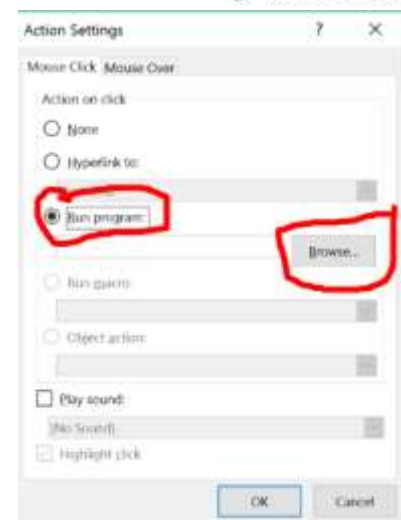 Action Settings ? ×
Mouse Click Mouse Over
Action on click
None
Hyperlink to:
Run program:
Browse...
Run macro:
Object action:
Play sound:
[No Sound]
Highlight click
OK Cancel